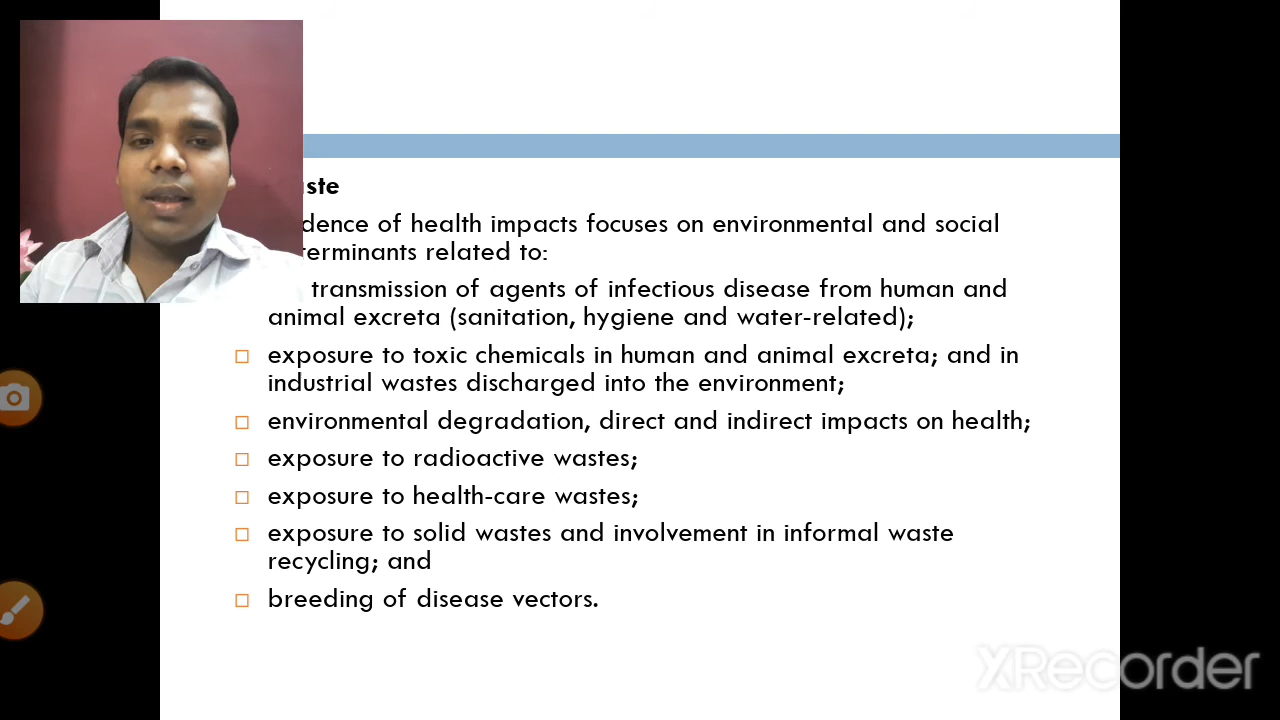 aste
dence of health impacts focuses on environmental and social
terminants related to:
transmission of agents of infectious disease from human and
animal excreta (sanitation, hygiene and water-related);
exposure to toxic chemicals in human and animal excreta; and in
industrial wastes discharged into the environment;
environmental degradation, direct and indirect impacts on health;
exposure to radioactive wastes;
exposure to health-care wastes;
exposure to solid wastes and involvement in informal waste
recycling; and
breeding of disease vectors.
XRecorder